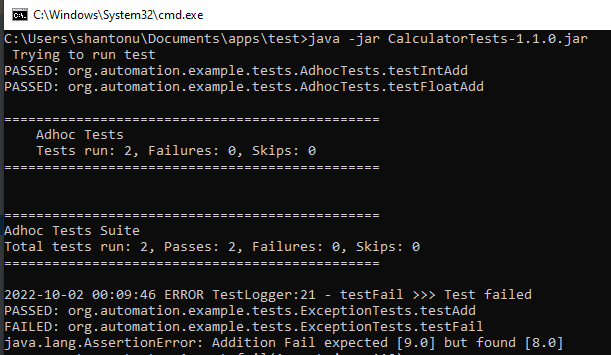 C:\Windows\System32\cmd.exe
C:\Users\shantonu\Documents\apps\test>java -jar CalculatorTests-1.1.0.jar
Trying to run test
PASSED: org.automation.example.tests.AdhocTests.testIntAdd
PASSED: org.automation.example.tests.AdhocTests.testFloatAdd
===============================================
Adhoc Tests
Tests run: 2, Failures: 0, Skips: 0
===============================================
===============================================
Adhoc Tests Suite
Total tests run: 2, Passes: 2, Failures: 0, Skips: 0
===============================================
2022-10-02 00:09:46 ERROR TestLogger:21 - testFail >>> Test failed
PASSED: org.automation.example.tests.ExceptionTests.testAdd
FAILED: org.automation.example.tests.ExceptionTests.testFail
java.lang.AssertionError: Addition Fail expected [9.0] but found [8.0]